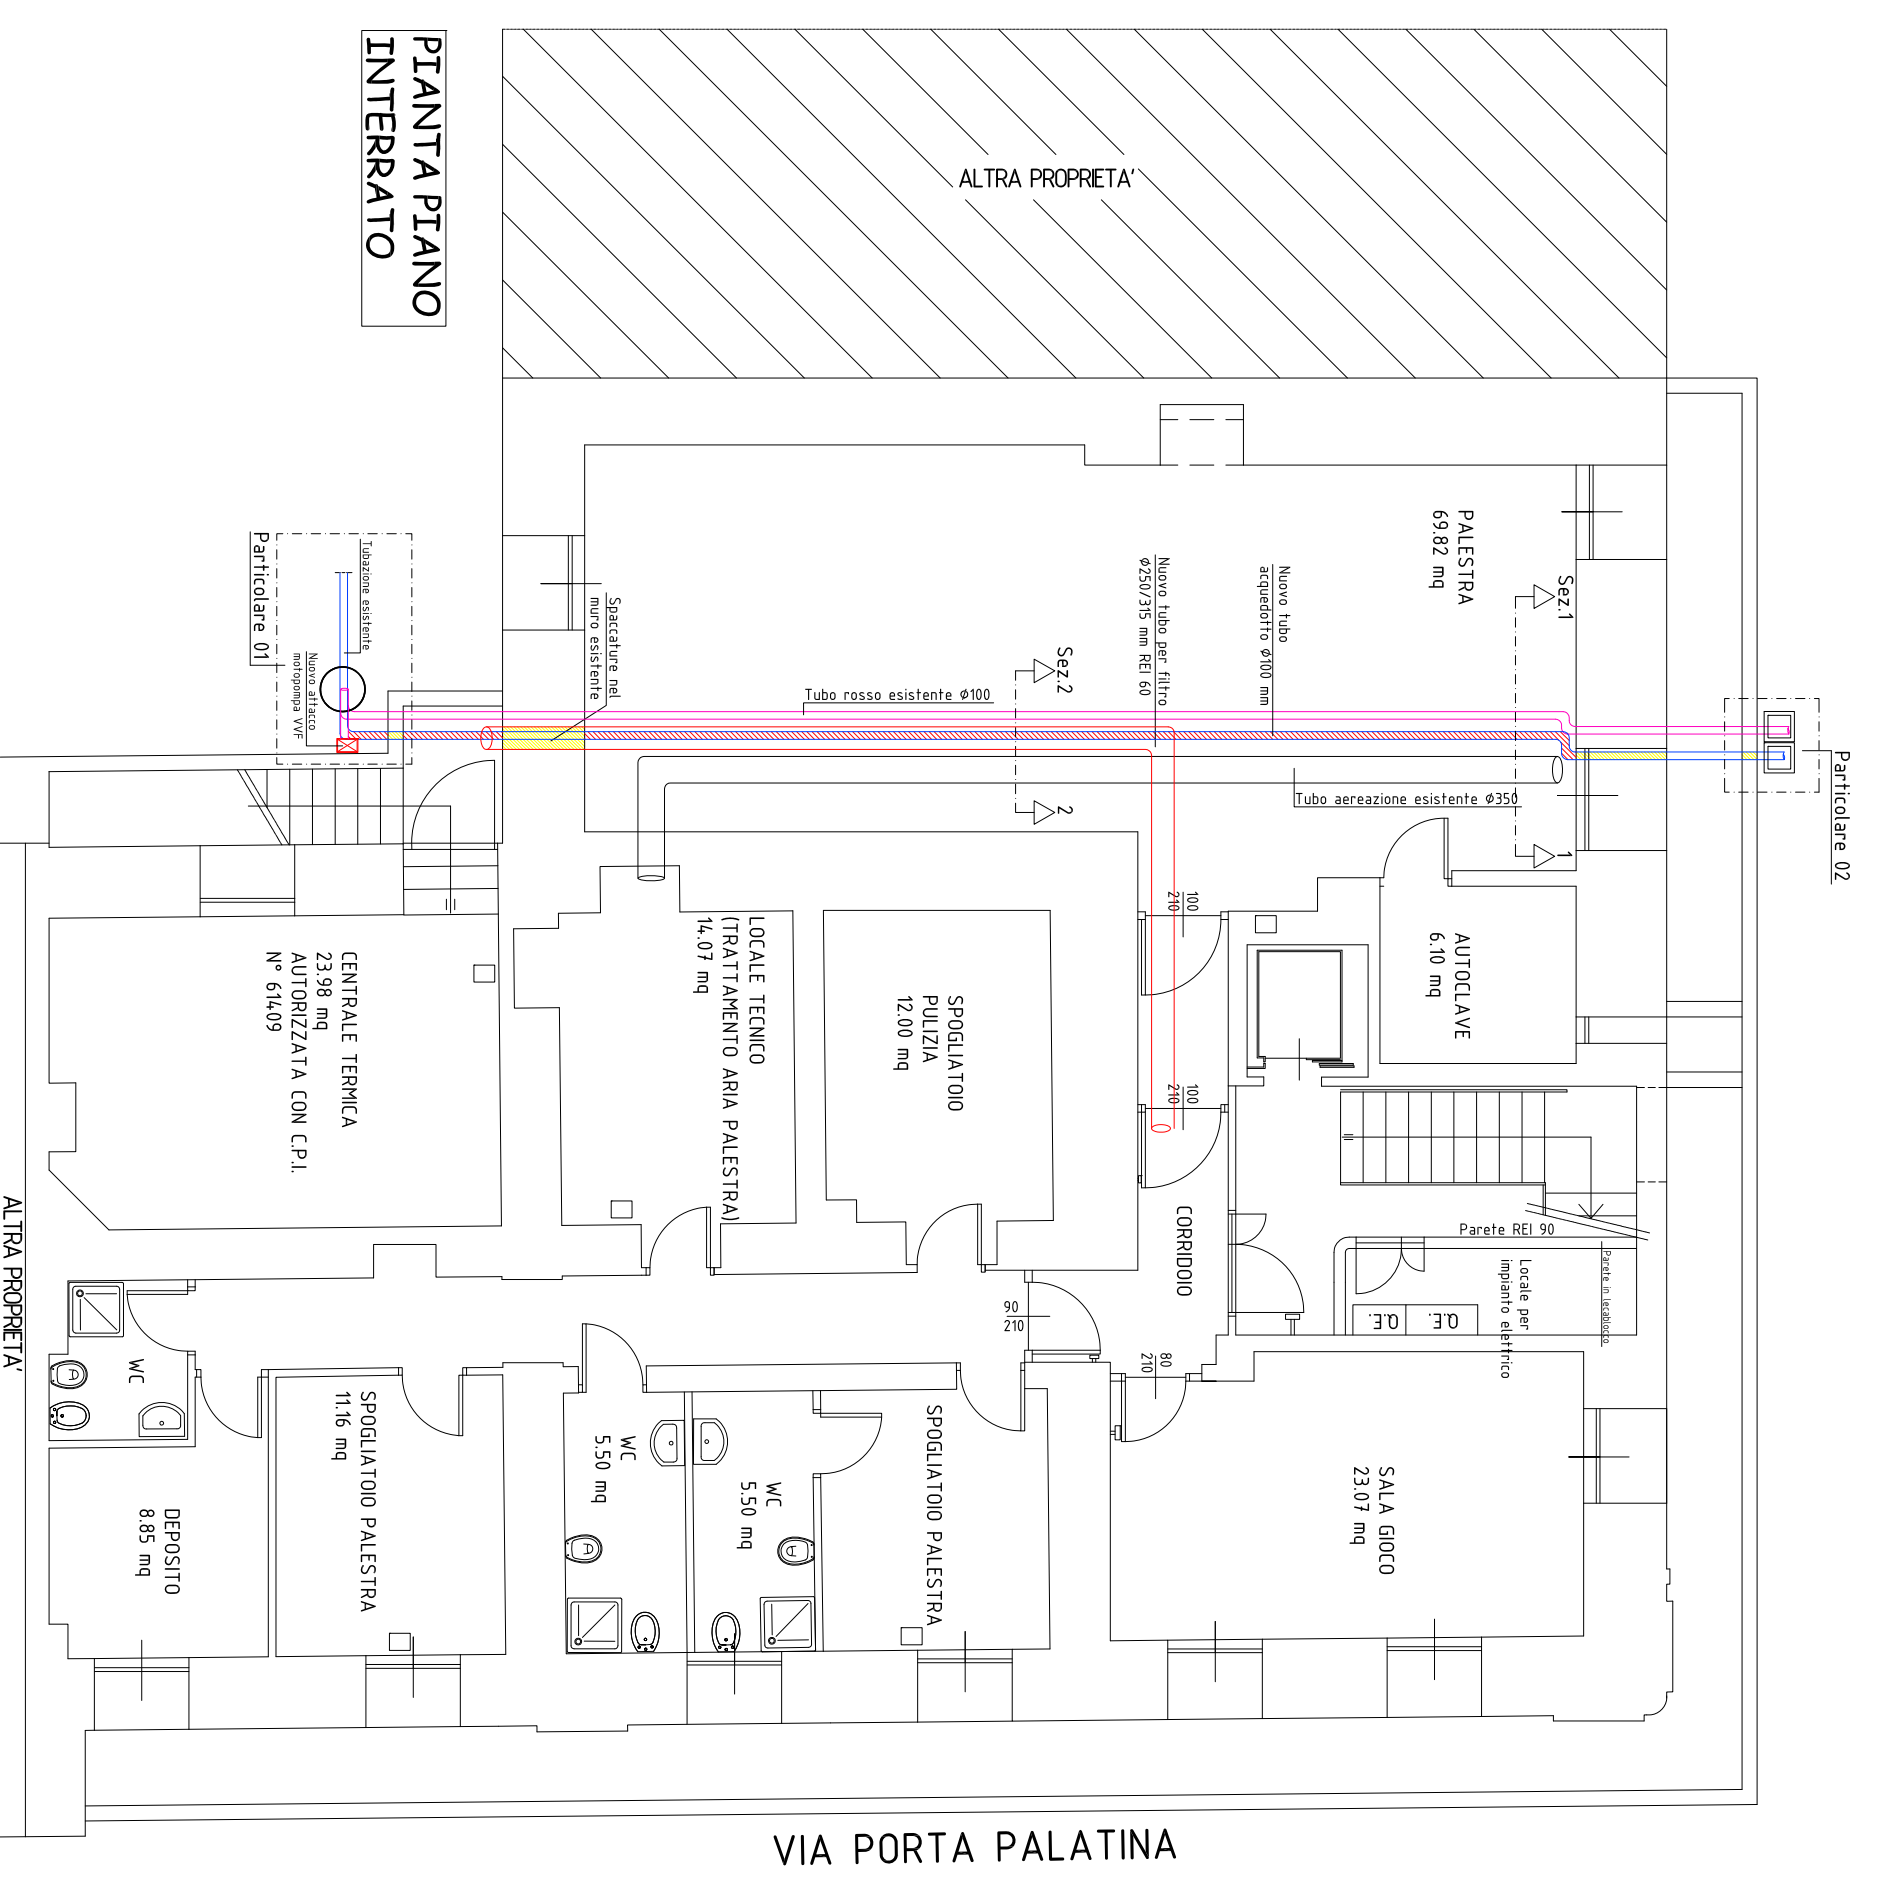 PIANTA PIANO
INTERRATO
ALTRA PROPRIETA'
PALESTRA
69.82 mq
Sez.1
1
Sez.2
2
Nuovo tubo
acquedotto Ø100 mm
Nuovo tubo per filtro
Ø250/315 mm REI 60
Tubo rosso esistente Ø100
Spaccature nel
muro esistente
Tubazione esistente
Nuovo attacco
motopompa VVF
Particolare 01
Particolare 02
Tubo aereazione esistente Ø350
AUTOCLAVE
6.10 mq
100
210
100
210
LOCALE TECNICO
(TRATTAMENTO ARIA PALESTRA)
14.07 mq
SPOGLIATOIO
PULIZIA
12.00 mq
CENTRALE TERMICA
23.98 mq
AUTORIZZATA CON C.P.I.
N° 61409
CORRIDOIO
Parete REI 90
Parete in lecablocco
Locale per
impianto elettrico
Q.E.
Q.E.
90
210
80
210
ALTRA PROPRIETA'
WC
SPOGLIATOIO PALESTRA
11.16 mq
WC
5.50 mq
WC
5.50 mq
SPOGLIATOIO PALESTRA
SALA GIOCO
23.07 mq
DEPOSITO
8.85 mq
VIA PORTA PALATINA